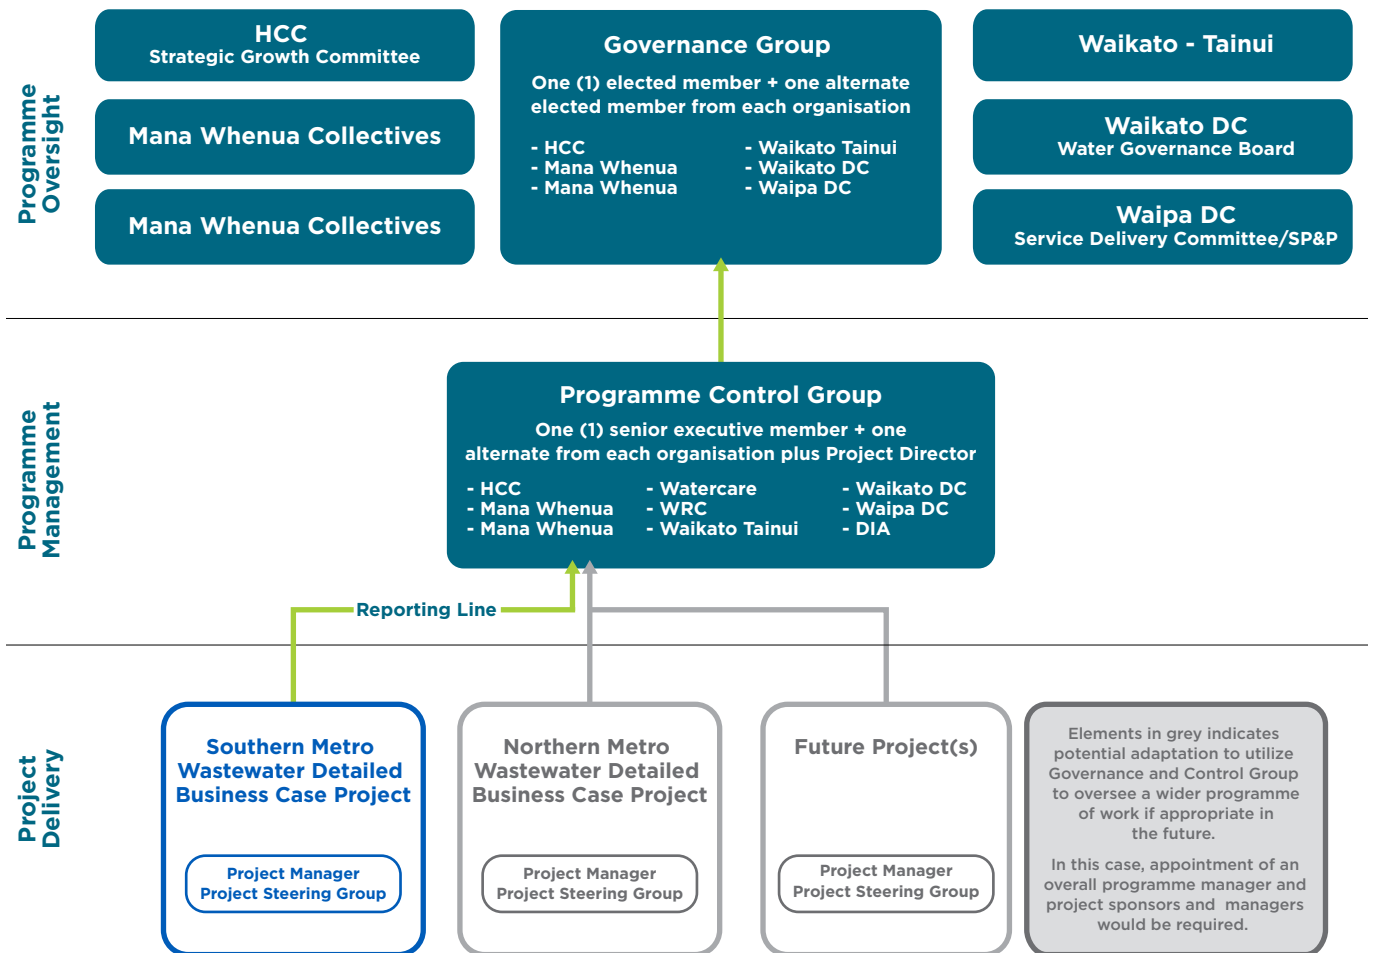 Programme
Oversight
HCC
Strategic Growth Committee
Mana Whenua Collectives
Mana Whenua Collectives
Governance Group
One (1) elected member + one alternate
elected member from each organisation
- HCC
- Mana Whenua
- Mana Whenua
- Waikato Tainui
- Waikato DC
- Waipa DC
Waikato - Tainui
Waikato DC
Water Governance Board
Waipa DC
Service Delivery Committee/SP&P
Programme
Management
Programme Control Group
One (1) senior executive member + one
alternate from each organisation plus Project Director
- HCC
- Mana Whenua
- Mana Whenua
- Watercare
- WRC
- Waikato Tainui
- Waikato DC
- Waipa DC
- DIA
Reporting Line
Project
Delivery
Southern Metro
Wastewater Detailed
Business Case Project
Project Manager
Project Steering Group
Northern Metro
Wastewater Detailed
Business Case Project
Project Manager
Project Steering Group
Future Project(s)
Project Manager
Project Steering Group
Elements in grey indicates
potential adaptation to utilize
Governance and Control Group
to oversee a wider programme
of work if appropriate in
the future.
In this case, appointment of an
overall programme manager and
project sponsors and managers
would be required.